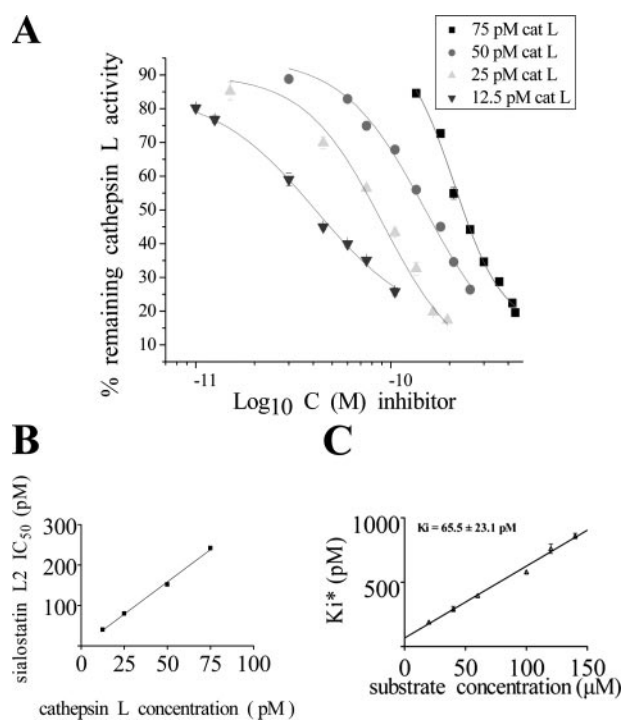 A
75 pM cat L
50 pM cat L
25 pM cat L
12.5 pM cat L
% remaining cathepsin L activity
90
80
70
60
50
40
30
20
10
-11
-10
Log10 C (M) inhibitor
B
sialostatin L2 IC50 (pM)
300
200
100
0
25
50
75
100
cathepsin L concentration ( pM)
C
Ki = 65.5 ± 23.1 pM
Ki* (pM)
1000
500
0
50
100
150
substrate concentration(µM)